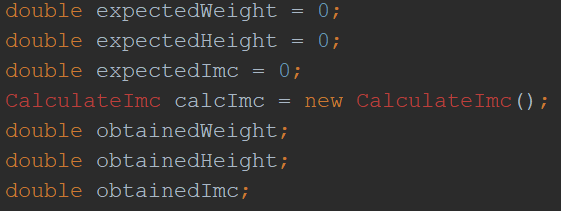 double expectedWeight = 0;
double expectedHeight = 0;
double expectedImc = 0;
CalculateImc calcImc = new CalculateImc();
double obtainedWeight;
double obtainedHeight;
double obtainedImc;